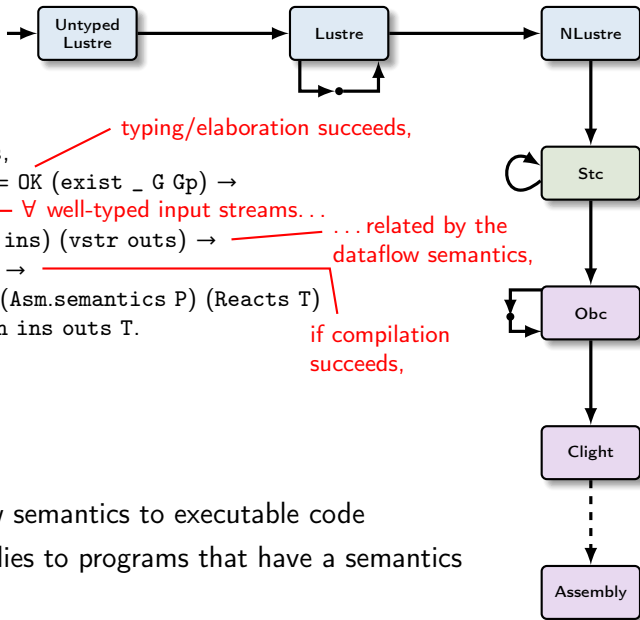 Untyped
Lustre
Lustre
NLustre
typing/elaboration succeeds,
= OK (exist _ G Gp) →
∀ well-typed input streams...
ins) (vstr outs) →
...related by the
dataflow semantics,
→
(Asm.semantics P) (Reacts T)
ins outs T.
if compilation
succeeds,
Stc
Obc
Clight
semantics to executable code
to programs that have a semantics
Assembly